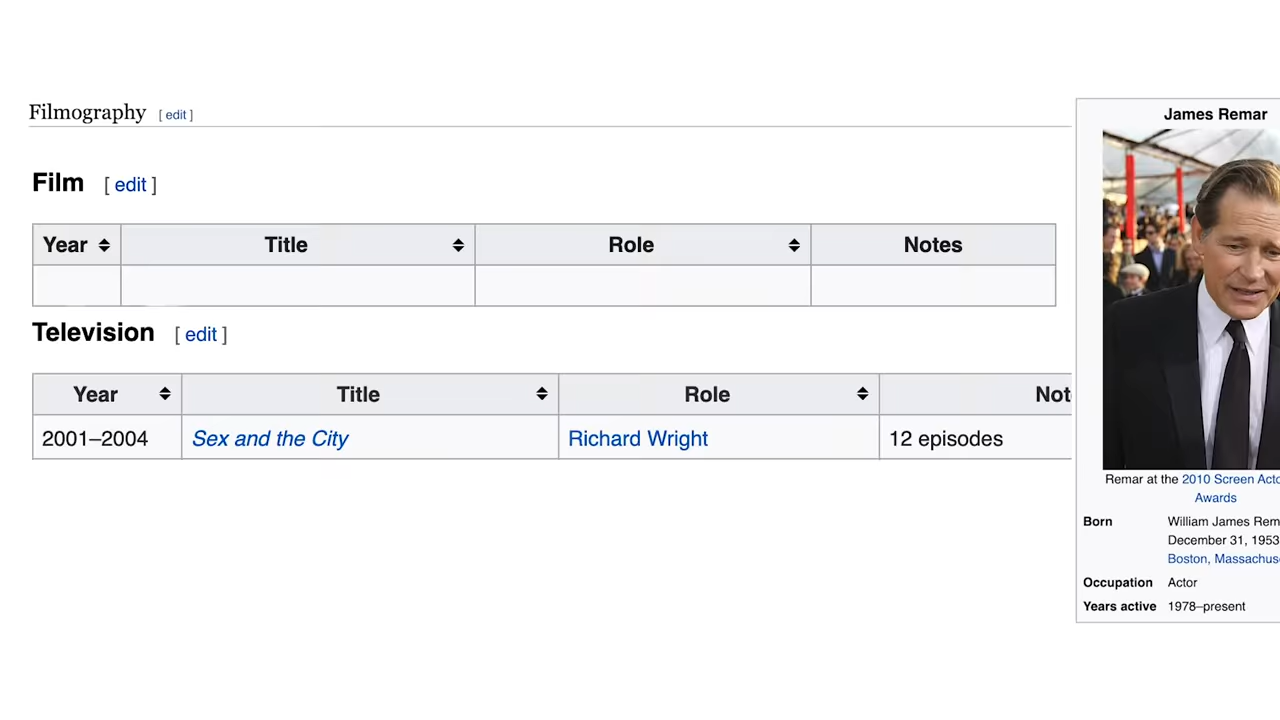 Filmography [ edit ]
Film [ edit ]
Year Title Role Notes
Television [ edit ]
Year Title Role Not
2001–2004 Sex and the City Richard Wright 12 episodes
James Remar
Remar at the 2010 Screen Acto
Awards
Born William James Rem
December 31, 1953
Boston, Massachus
Occupation Actor
Years active 1978–present